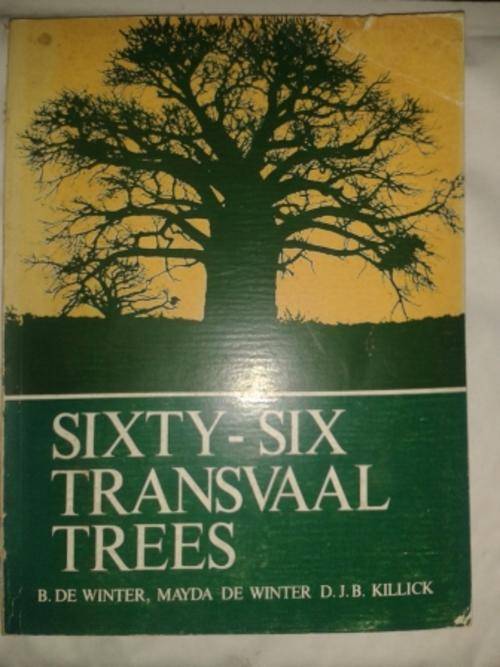 SIXTY-SIX
TRANSVAAL
TREES
B. DE WINTER, MAYDA DE WINTER D.J.B. KILLICK